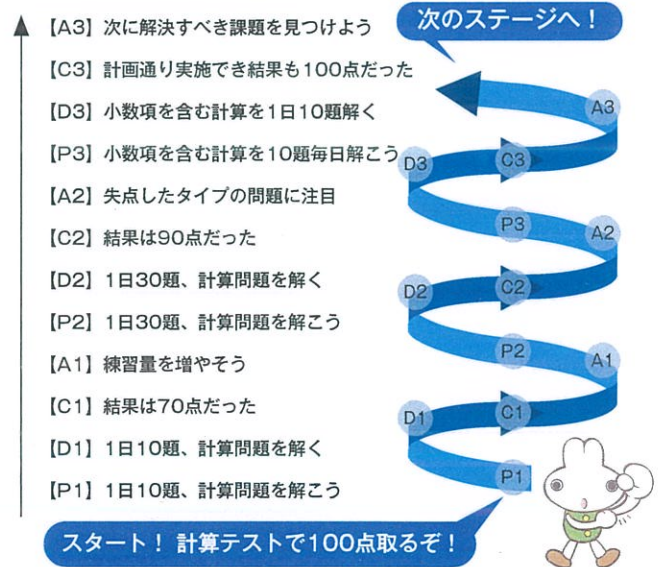 次のステージへ！
【A3】次に解決すべき課題を見つけよう
【C3】計画通り実施でき結果も100点だった
【D3】小数項を含む計算を1日10題解く
【P3】小数項を含む計算を10題毎日解こう
【A2】失点したタイプの問題に注目
【C2】結果は90点だった
【D2】1日30題、計算問題を解く
【P2】1日30題、計算問題を解こう
【A1】練習量を増やそう
【C1】結果は70点だった
【D1】1日10題、計算問題を解く
【P1】1日10題、計算問題を解こう
A3
C3
D3
P3
A2
C2
D2
P2
A1
C1
D1
P1
スタート！ 計算テストで100点取るぞ！